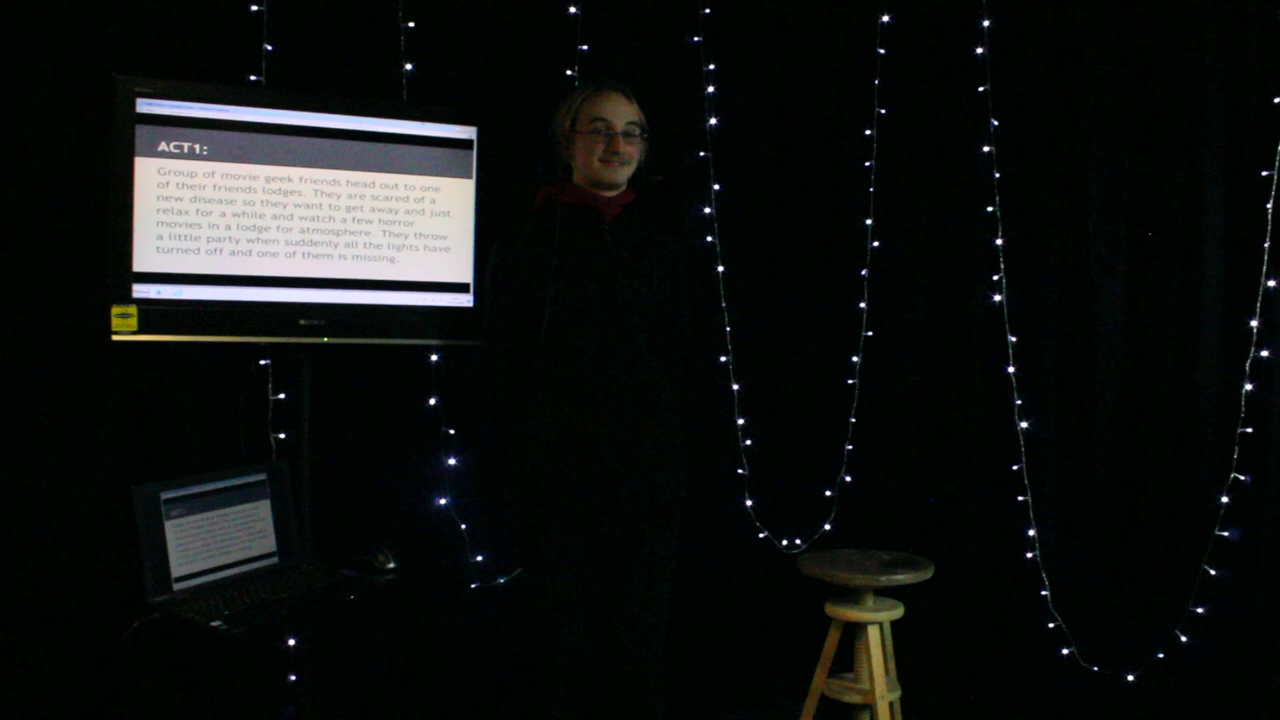 ACT1:
Group of movie geek friends head out to one
of their friends lodges. They are scared of a
new disease so they want to get away and just
relax for a while and watch a few horror
movies in a lodge for atmosphere. They throw
a little party when suddenly all the lights have
turned off and one of them is missing.
SONY